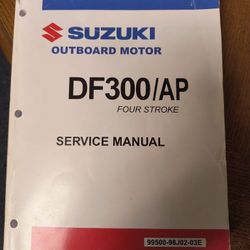 SUZUKI
OUTBOARD MOTOR
DF300/AP
FOUR STROKE
SERVICE MANUAL
99500-98J02-03E